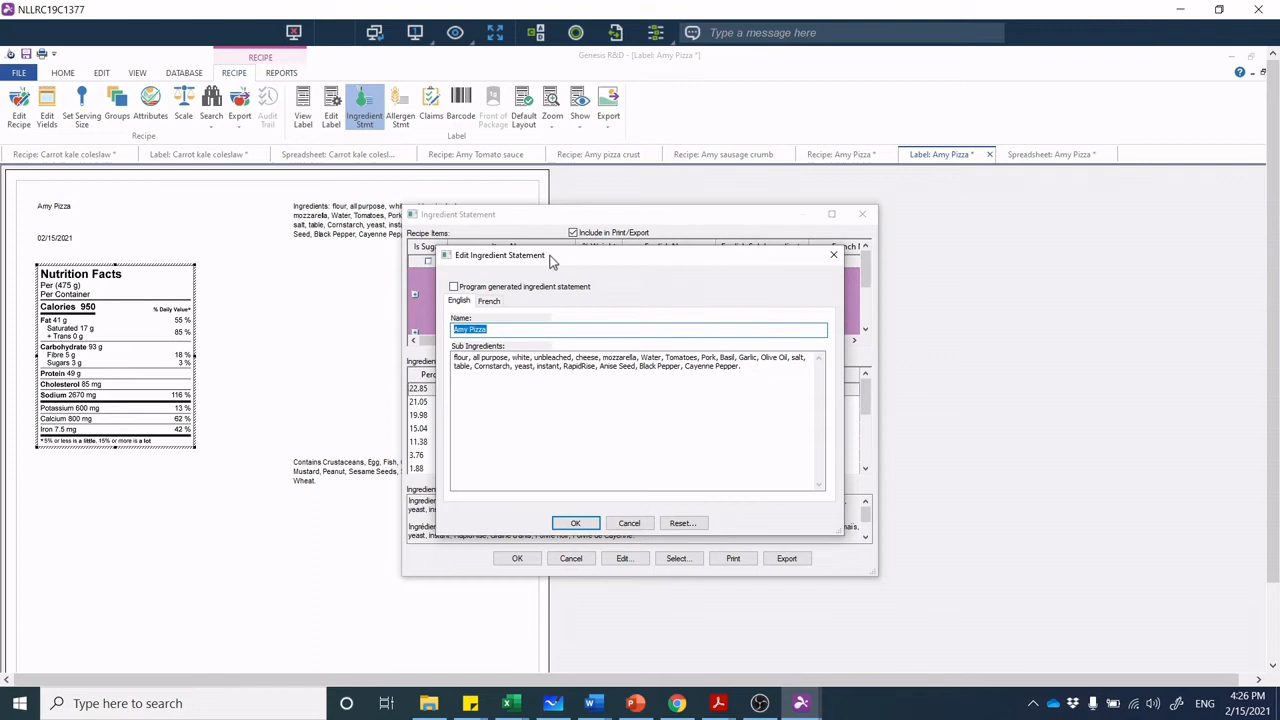 NLLRC19C1377
Type a message here
Genesis R&D - [Label: Amy Pizza *]
RECIPE
FILE HOME EDIT VIEW DATABASE RECIPE REPORTS
Edit Recipe
Edit Yields
Set Serving Size
Groups
Attributes
Scale
Search
Export
Audit Trail
View Label
Edit Label
Ingredient Stmt
Allergen Stmt
Claims
Barcode
Front of Package
Default Layout
Zoom
Show
Export
Recipe
Label
Recipe: Carrot kale coleslaw *
Label: Carrot kale coleslaw *
Spreadsheet: Carrot kale colesl...
Recipe: Amy Tomato sauce
Recipe: Amy pizza crust
Recipe: Amy sausage crumb
Recipe: Amy Pizza *
Label: Amy Pizza *
Spreadsheet: Amy Pizza *
Amy Pizza
02/15/2021
Ingredients: flour, all purpose, whi
mozzarella, Water, Tomatoes, Pork
salt, table, Cornstarch, yeast, ins
Seed, Black Pepper, Cayenne Pepper.
Nutrition Facts
Per (475 g)
Per Container
Calories 950 % Daily Value*
Fat 41 g 55 %
Saturated 17 g
+ Trans 0 g 85 %
Carbohydrate 93 g
Fibre 5 g 18 %
Sugars 3 g 3 %
Protein 49 g
Cholesterol 85 mg
Sodium 2670 mg 116 %
Potassium 600 mg 13 %
Calcium 800 mg 62 %
Iron 7.5 mg 42 %
*5% or less is a little, 15% or more is a lot
Contains Crustaceans, Egg, Fish,
Mustard, Peanut, Sesame Seeds,
Wheat.
Ingredient Statement
Recipe Items:
Include in Print/Export
Edit Ingredient Statement
Program generated ingredient statement
English French
Name:
Amy Pizza
Sub Ingredients:
flour, all purpose, white, unbleached, cheese, mozzarella, Water, Tomatoes, Pork, Basil, Garlic, Olive Oil, salt,
table, Cornstarch, yeast, instant, RapidRise, Anise Seed, Black Pepper, Cayenne Pepper.
OK Cancel Reset...
Ingredient
Perc
22.85
21.05
19.98
15.04
11.38
3.76
1.88
OK Cancel Edit... Select... Print Export
Type here to search
ENG
4:26 PM
2/15/2021